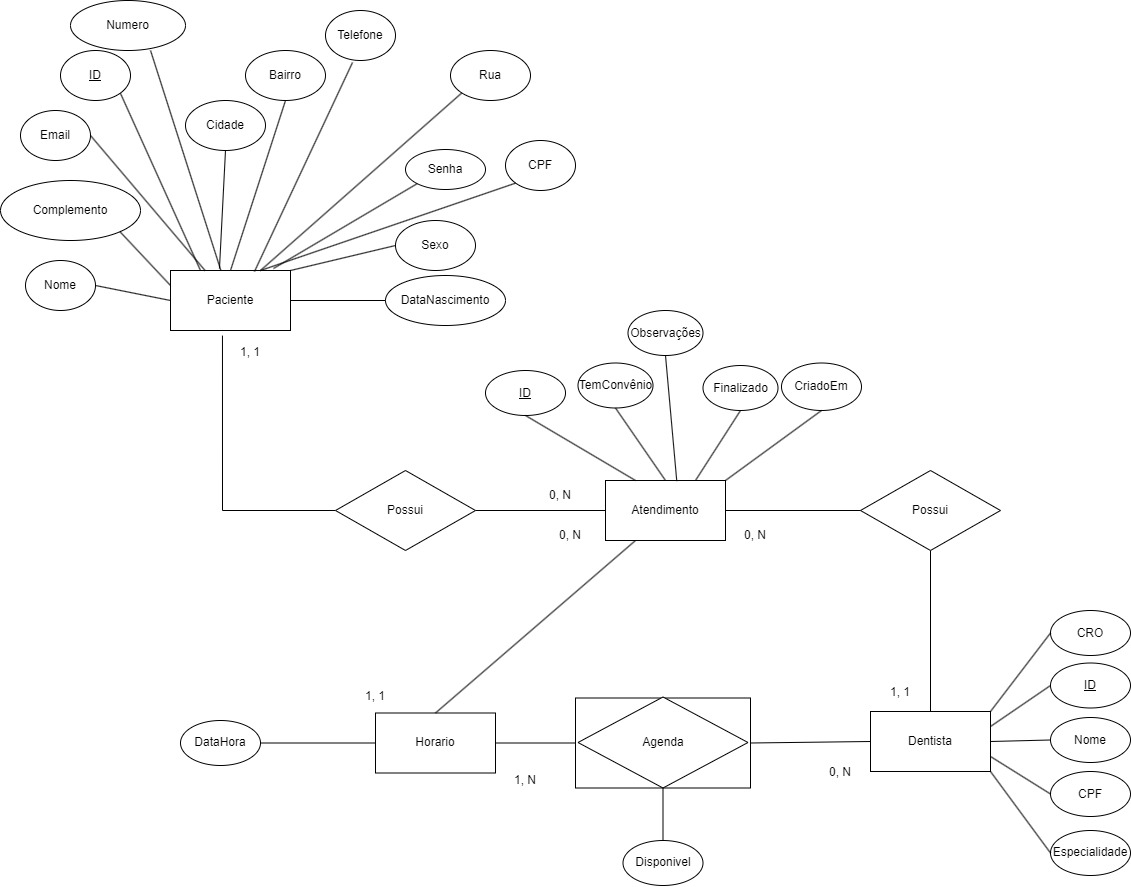 Numero
Telefone
ID
Bairro
Rua
Cidade
Email
Senha
CPF
Complemento
Sexo
Nome
Paciente
DataNascimento
1, 1
Observações
ID
TemConvênio
Finalizado
CriadoEm
0, N
Possui
Atendimento
Possui
0, N
0, N
CRO
ID
1, 1
1, 1
DataHora
Horario
Agenda
Dentista
Nome
1, N
0, N
CPF
Disponivel
Especialidade